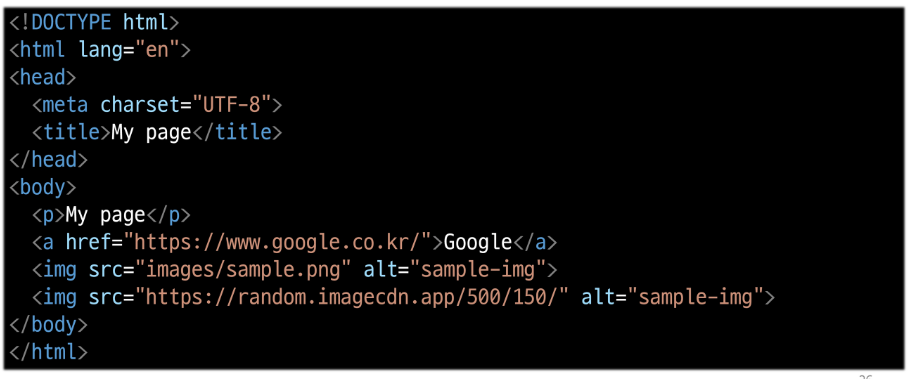 <!DOCTYPE html>
<html lang="en">
<head>
<meta charset="UTF-8">
<title>My page</title>
</head>
<body>
<p>My page</p>
<a href="https://www.google.co.kr/">Google</a>
<img src="images/sample.png" alt="sample-img">
<img src="https://random.imagecdn.app/500/150/" alt="sample-img">
</body>
</html>